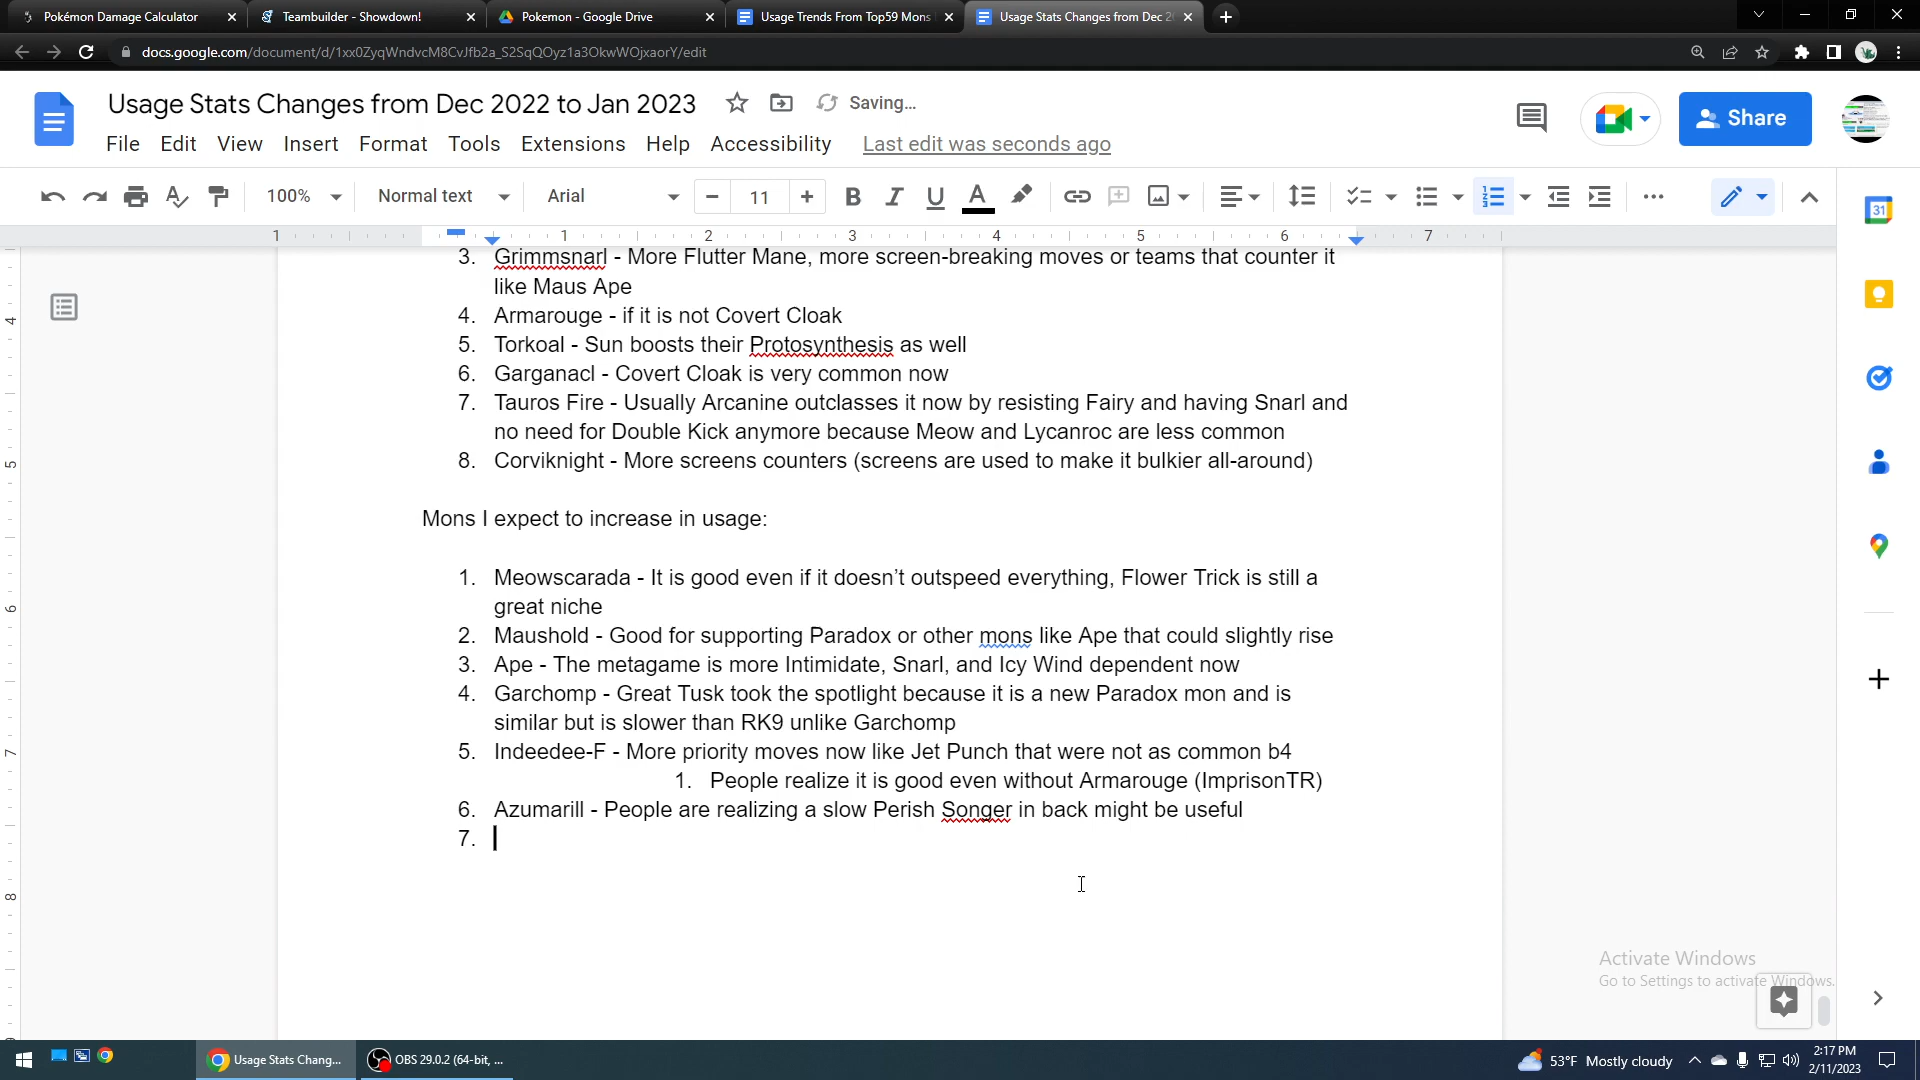 Pokémon Damage Calculator
Teambuilder - Showdown!
Pokemon - Google Drive
Usage Trends From Top59 Mons
Usage Stats Changes from Dec 2
docs.google.com/document/d/1xx0ZyqWndvcM8CvJfb2a_S2SqQOyz1a3OkwWOjxaorY/edit
Usage Stats Changes from Dec 2022 to Jan 2023
Saving...
Share
File Edit View Insert Format Tools Extensions Help Accessibility
Last edit was seconds ago
100% Normal text Arial 11
1 1 2 3 4 5 6 7
3. Grimmsnarl - More Flutter Mane, more screen-breaking moves or teams that counter it
like Maus Ape
4. Armarouge - if it is not Covert Cloak
5. Torkoal - Sun boosts their Protosynthesis as well
6. Garganacl - Covert Cloak is very common now
7. Tauros Fire - Usually Arcanine outclasses it now by resisting Fairy and having Snarl and
no need for Double Kick anymore because Meow and Lycanroc are less common
8. Corviknight - More screens counters (screens are used to make it bulkier all-around)
Mons I expect to increase in usage:
1. Meowscarada - It is good even if it doesn't outspeed everything, Flower Trick is still a
great niche
2. Maushold - Good for supporting Paradox or other mons like Ape that could slightly rise
3. Ape - The metagame is more Intimidate, Snarl, and Icy Wind dependent now
4. Garchomp - Great Tusk took the spotlight because it is a new Paradox mon and is
similar but is slower than RK9 unlike Garchomp
5. Indeedee-F - More priority moves now like Jet Punch that were not as common b4
1. People realize it is good even without Armarouge (ImprisonTR)
6. Azumarill - People are realizing a slow Perish Songer in back might be useful
7.
4
5
6
7
8
31
Activate Windows
Go to Settings to activate Windows.
Usage Stats Chang...
OBS 29.0.2 (64-bit, ...
53°F Mostly cloudy
2:17 PM
2/11/2023